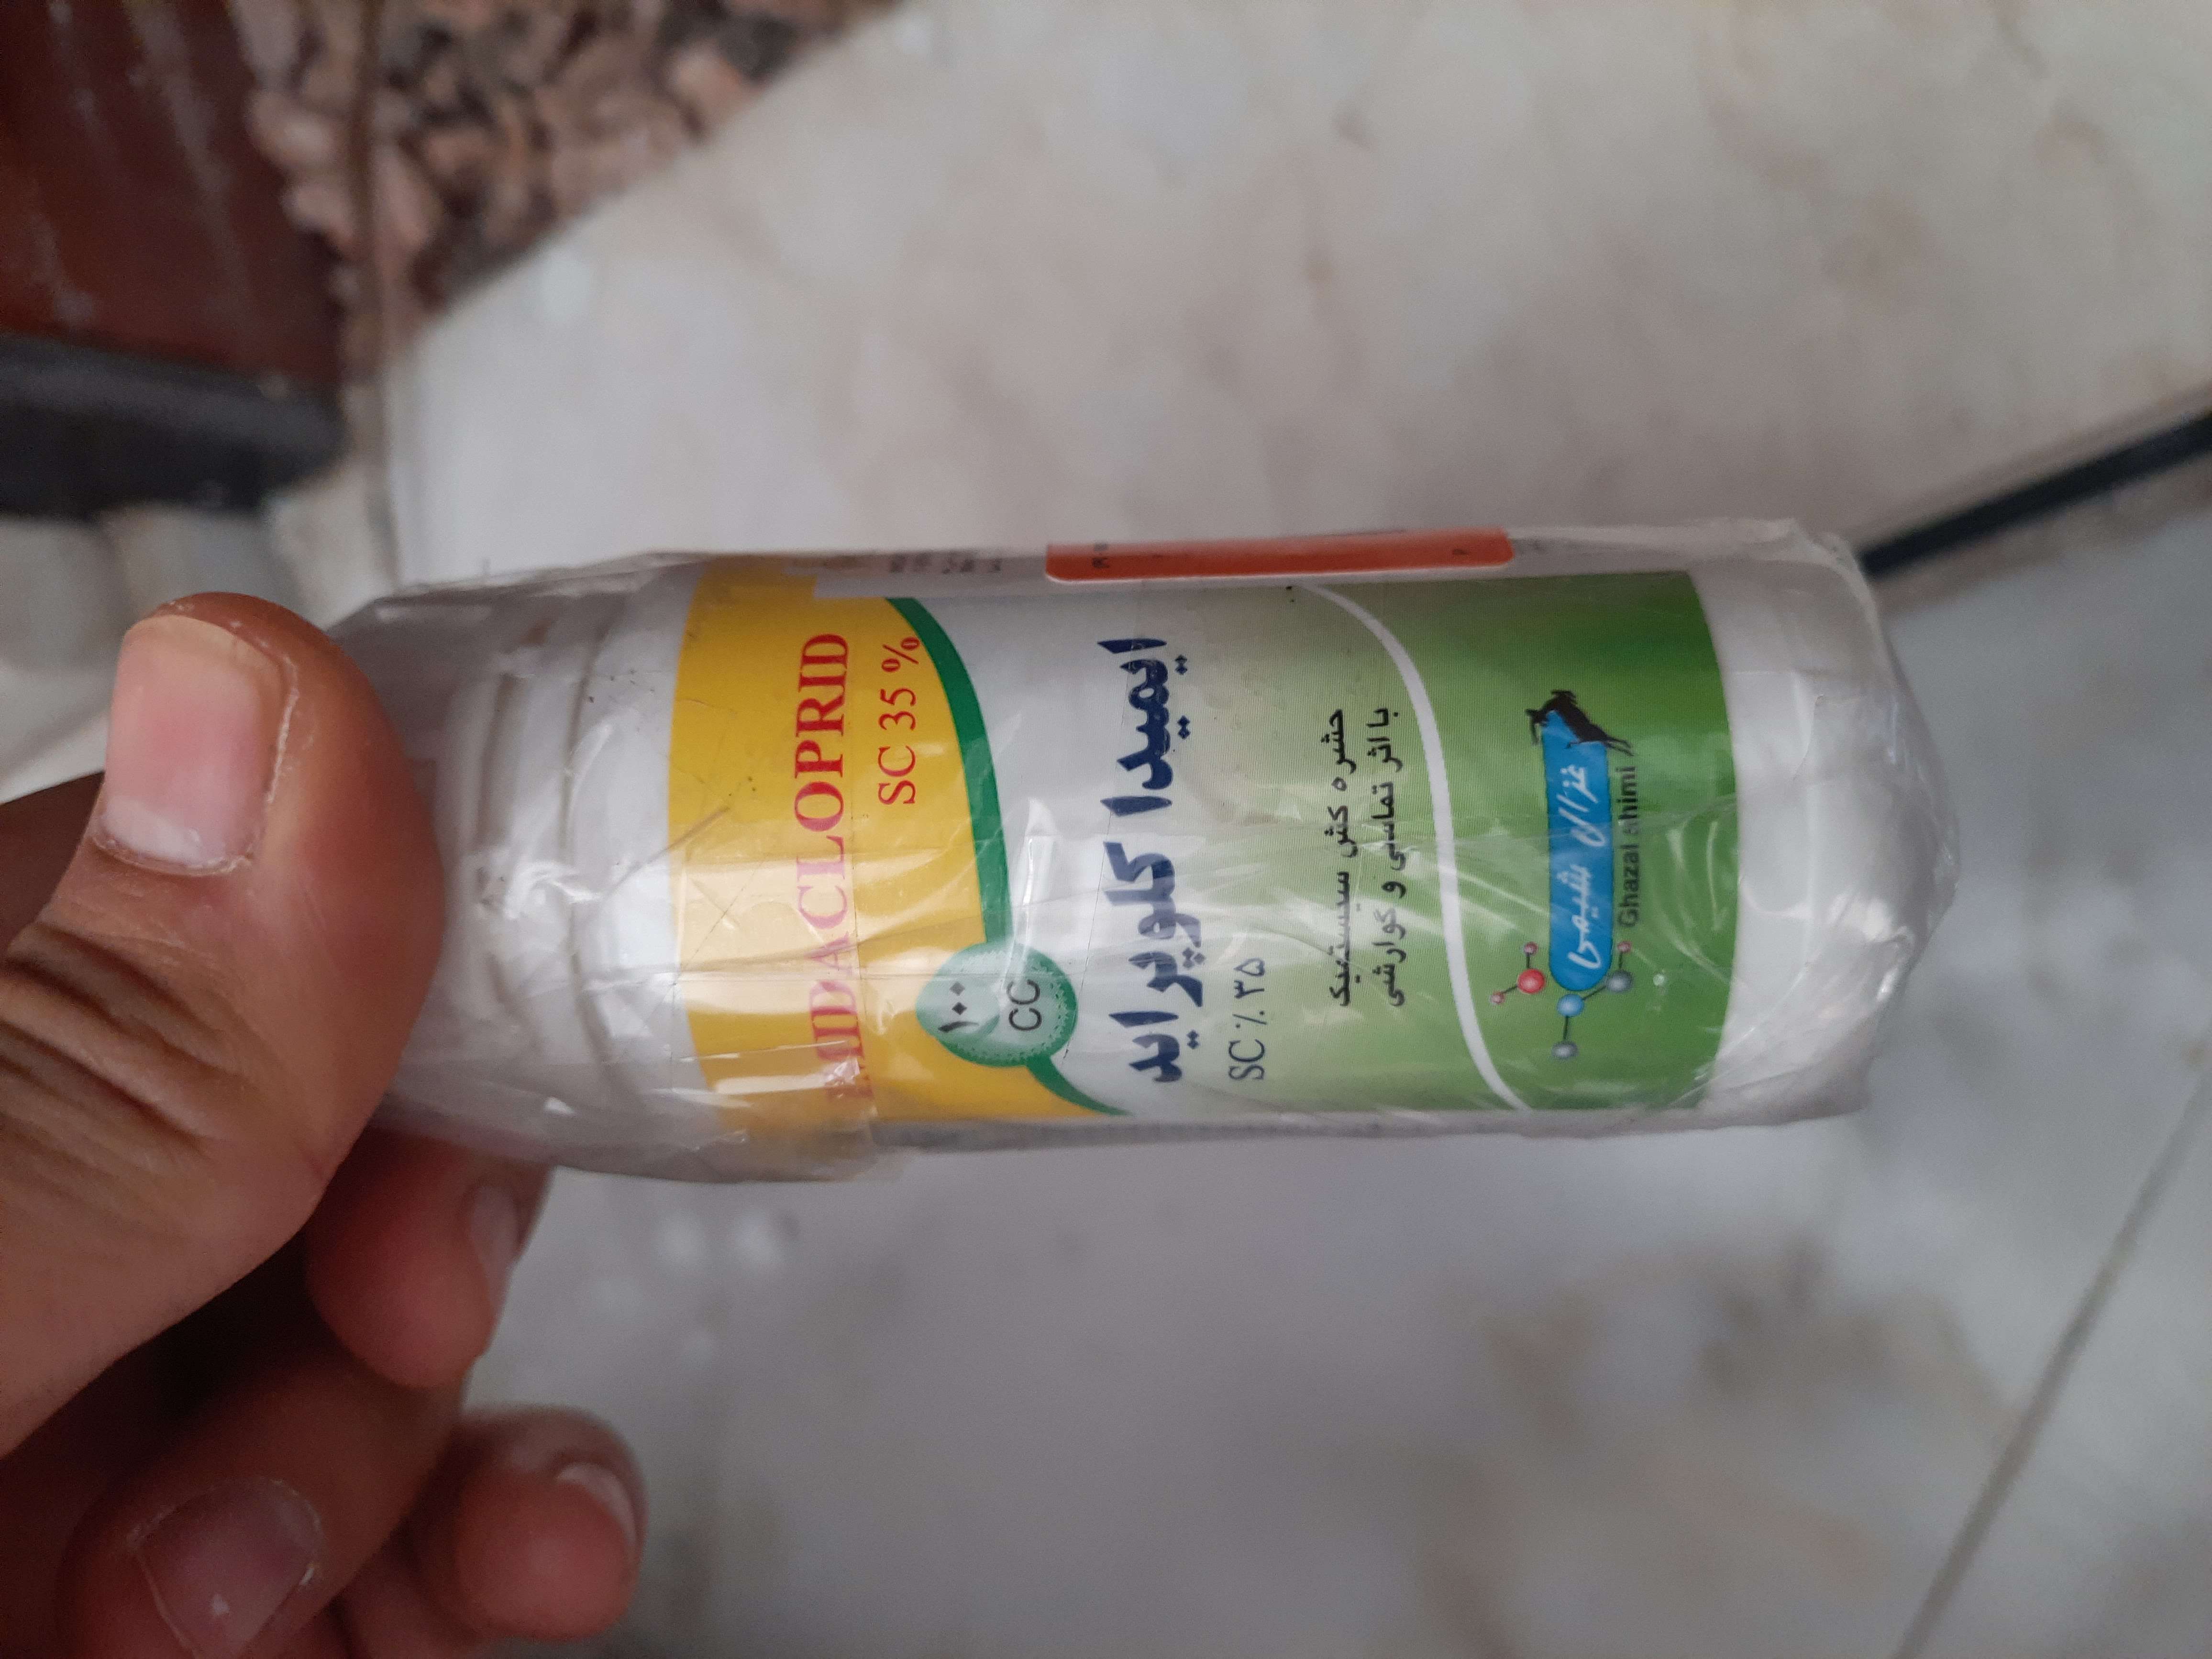 IMIDACLOPRID
SC 35 %
۱۰۰
CC
ایمیدا کلوپراید
SC ٪ ۳۵
حشره کش سیستمیک
با اثر تماسی و گوارشی
غزال شیمی
Ghazal shimi